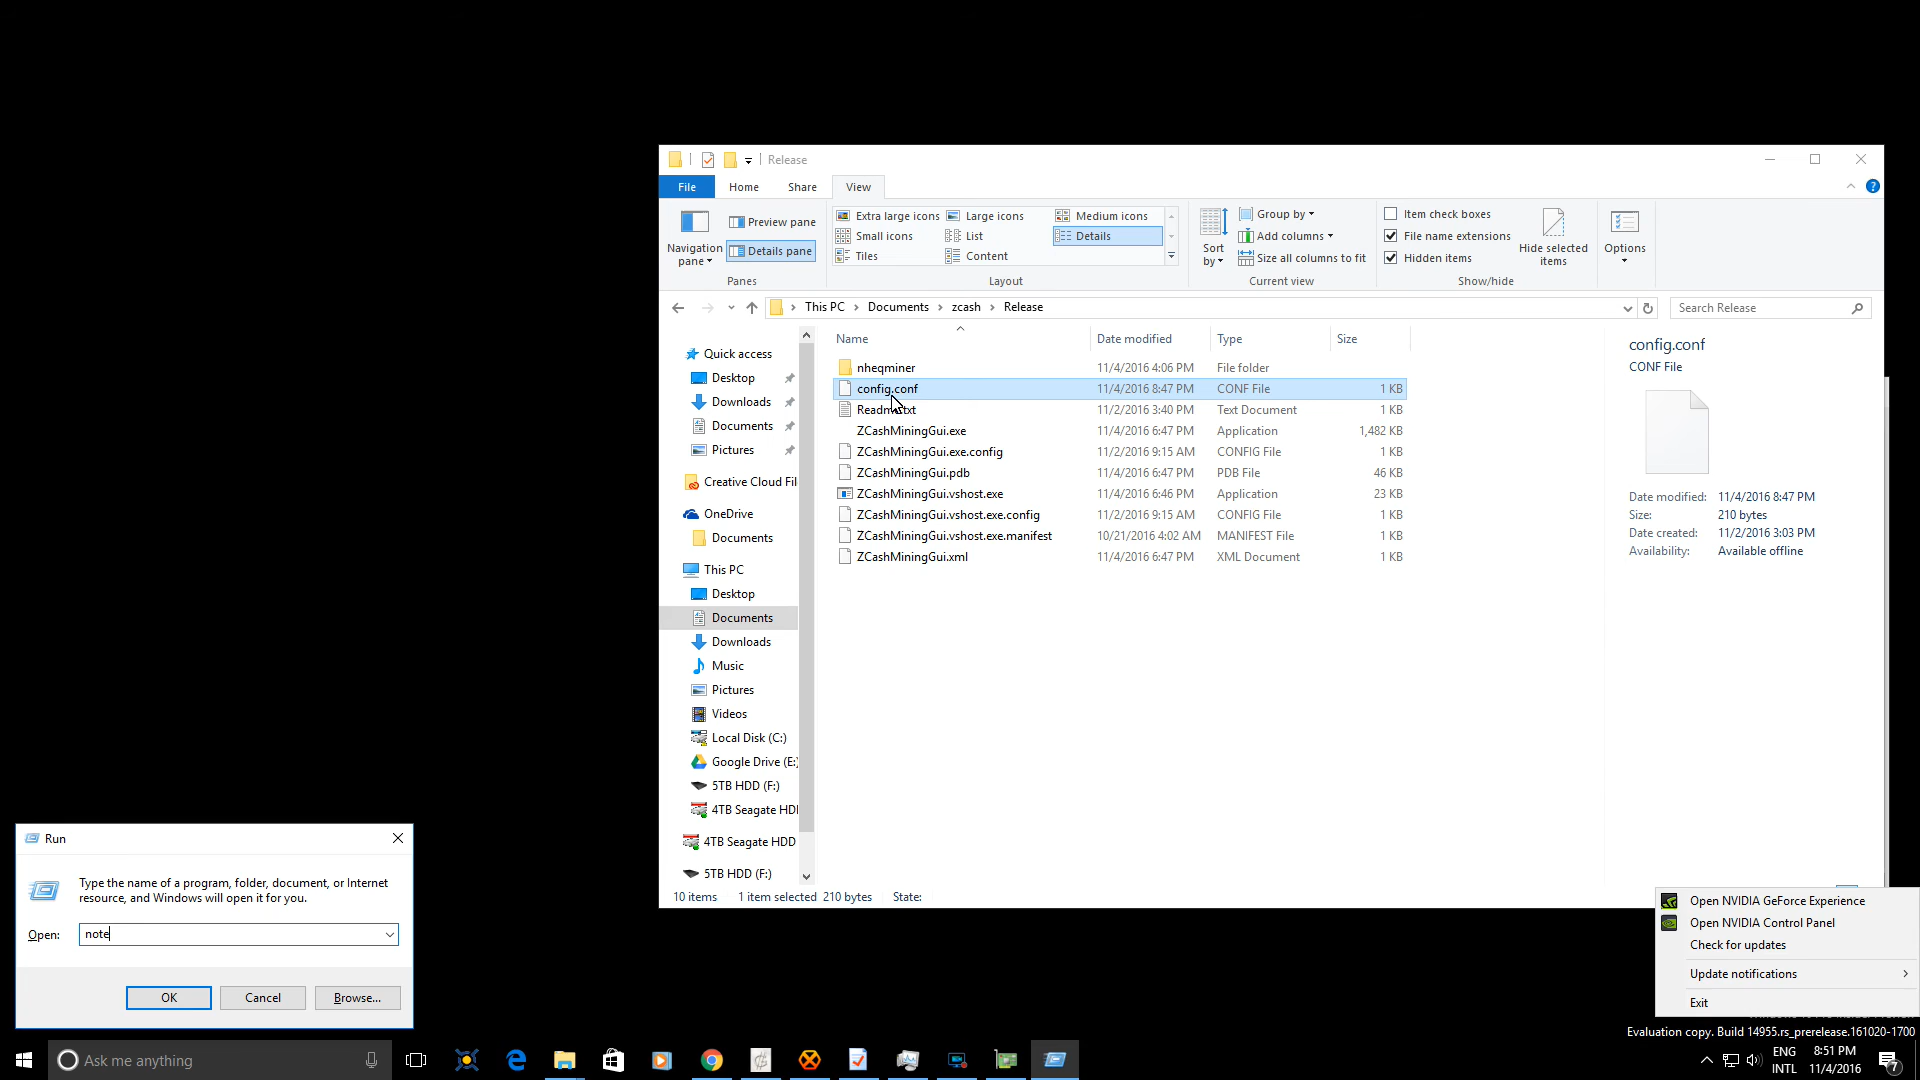 Release
File
Home
Share
View
Navigation
pane
Preview pane
Details pane
Panes
Extra large icons
Large icons
Medium icons
Small icons
List
Details
Tiles
Content
Layout
Sort
by
Group by
Add columns
Size all columns to fit
Current view
Item check boxes
File name extensions
Hidden items
Hide selected
items
Show/hide
Options
This PC
Documents
zcash
Release
Search Release
Quick access
Desktop
Downloads
Documents
Pictures
Creative Cloud Fil
OneDrive
Documents
This PC
Desktop
Documents
Downloads
Music
Pictures
Videos
Local Disk (C:)
Google Drive (E:)
5TB HDD (F:)
4TB Seagate HDD
4TB Seagate HDD
5TB HDD (F:)
Name Date modified Type Size
nheqminer 11/4/2016 4:06 PM File folder
config.conf 11/4/2016 8:47 PM CONF File 1 KB
Readme.txt 11/2/2016 3:40 PM Text Document 1 KB
ZCashMiningGui.exe 11/4/2016 6:47 PM Application 1,482 KB
ZCashMiningGui.exe.config 11/2/2016 9:15 AM CONFIG File 1 KB
ZCashMiningGui.pdb 11/4/2016 6:47 PM PDB File 46 KB
ZCashMiningGui.vshost.exe 11/4/2016 6:46 PM Application 23 KB
ZCashMiningGui.vshost.exe.config 11/2/2016 9:15 AM CONFIG File 1 KB
ZCashMiningGui.vshost.exe.manifest 10/21/2016 4:02 AM MANIFEST File 1 KB
ZCashMiningGui.xml 11/4/2016 6:47 PM XML Document 1 KB
config.conf
CONF File
Date modified: 11/4/2016 8:47 PM
Size: 210 bytes
Date created: 11/2/2016 3:03 PM
Availability: Available offline
10 items 1 item selected 210 bytes State:
Run
Type the name of a program, folder, document, or Internet
resource, and Windows will open it for you.
Open: note
OK Cancel Browse...
Open NVIDIA GeForce Experience
Open NVIDIA Control Panel
Check for updates
Update notifications
Exit
Evaluation copy. Build 14955.rs_prerelease.161020-1700
Ask me anything
ENG
INTL
8:51 PM
11/4/2016
7